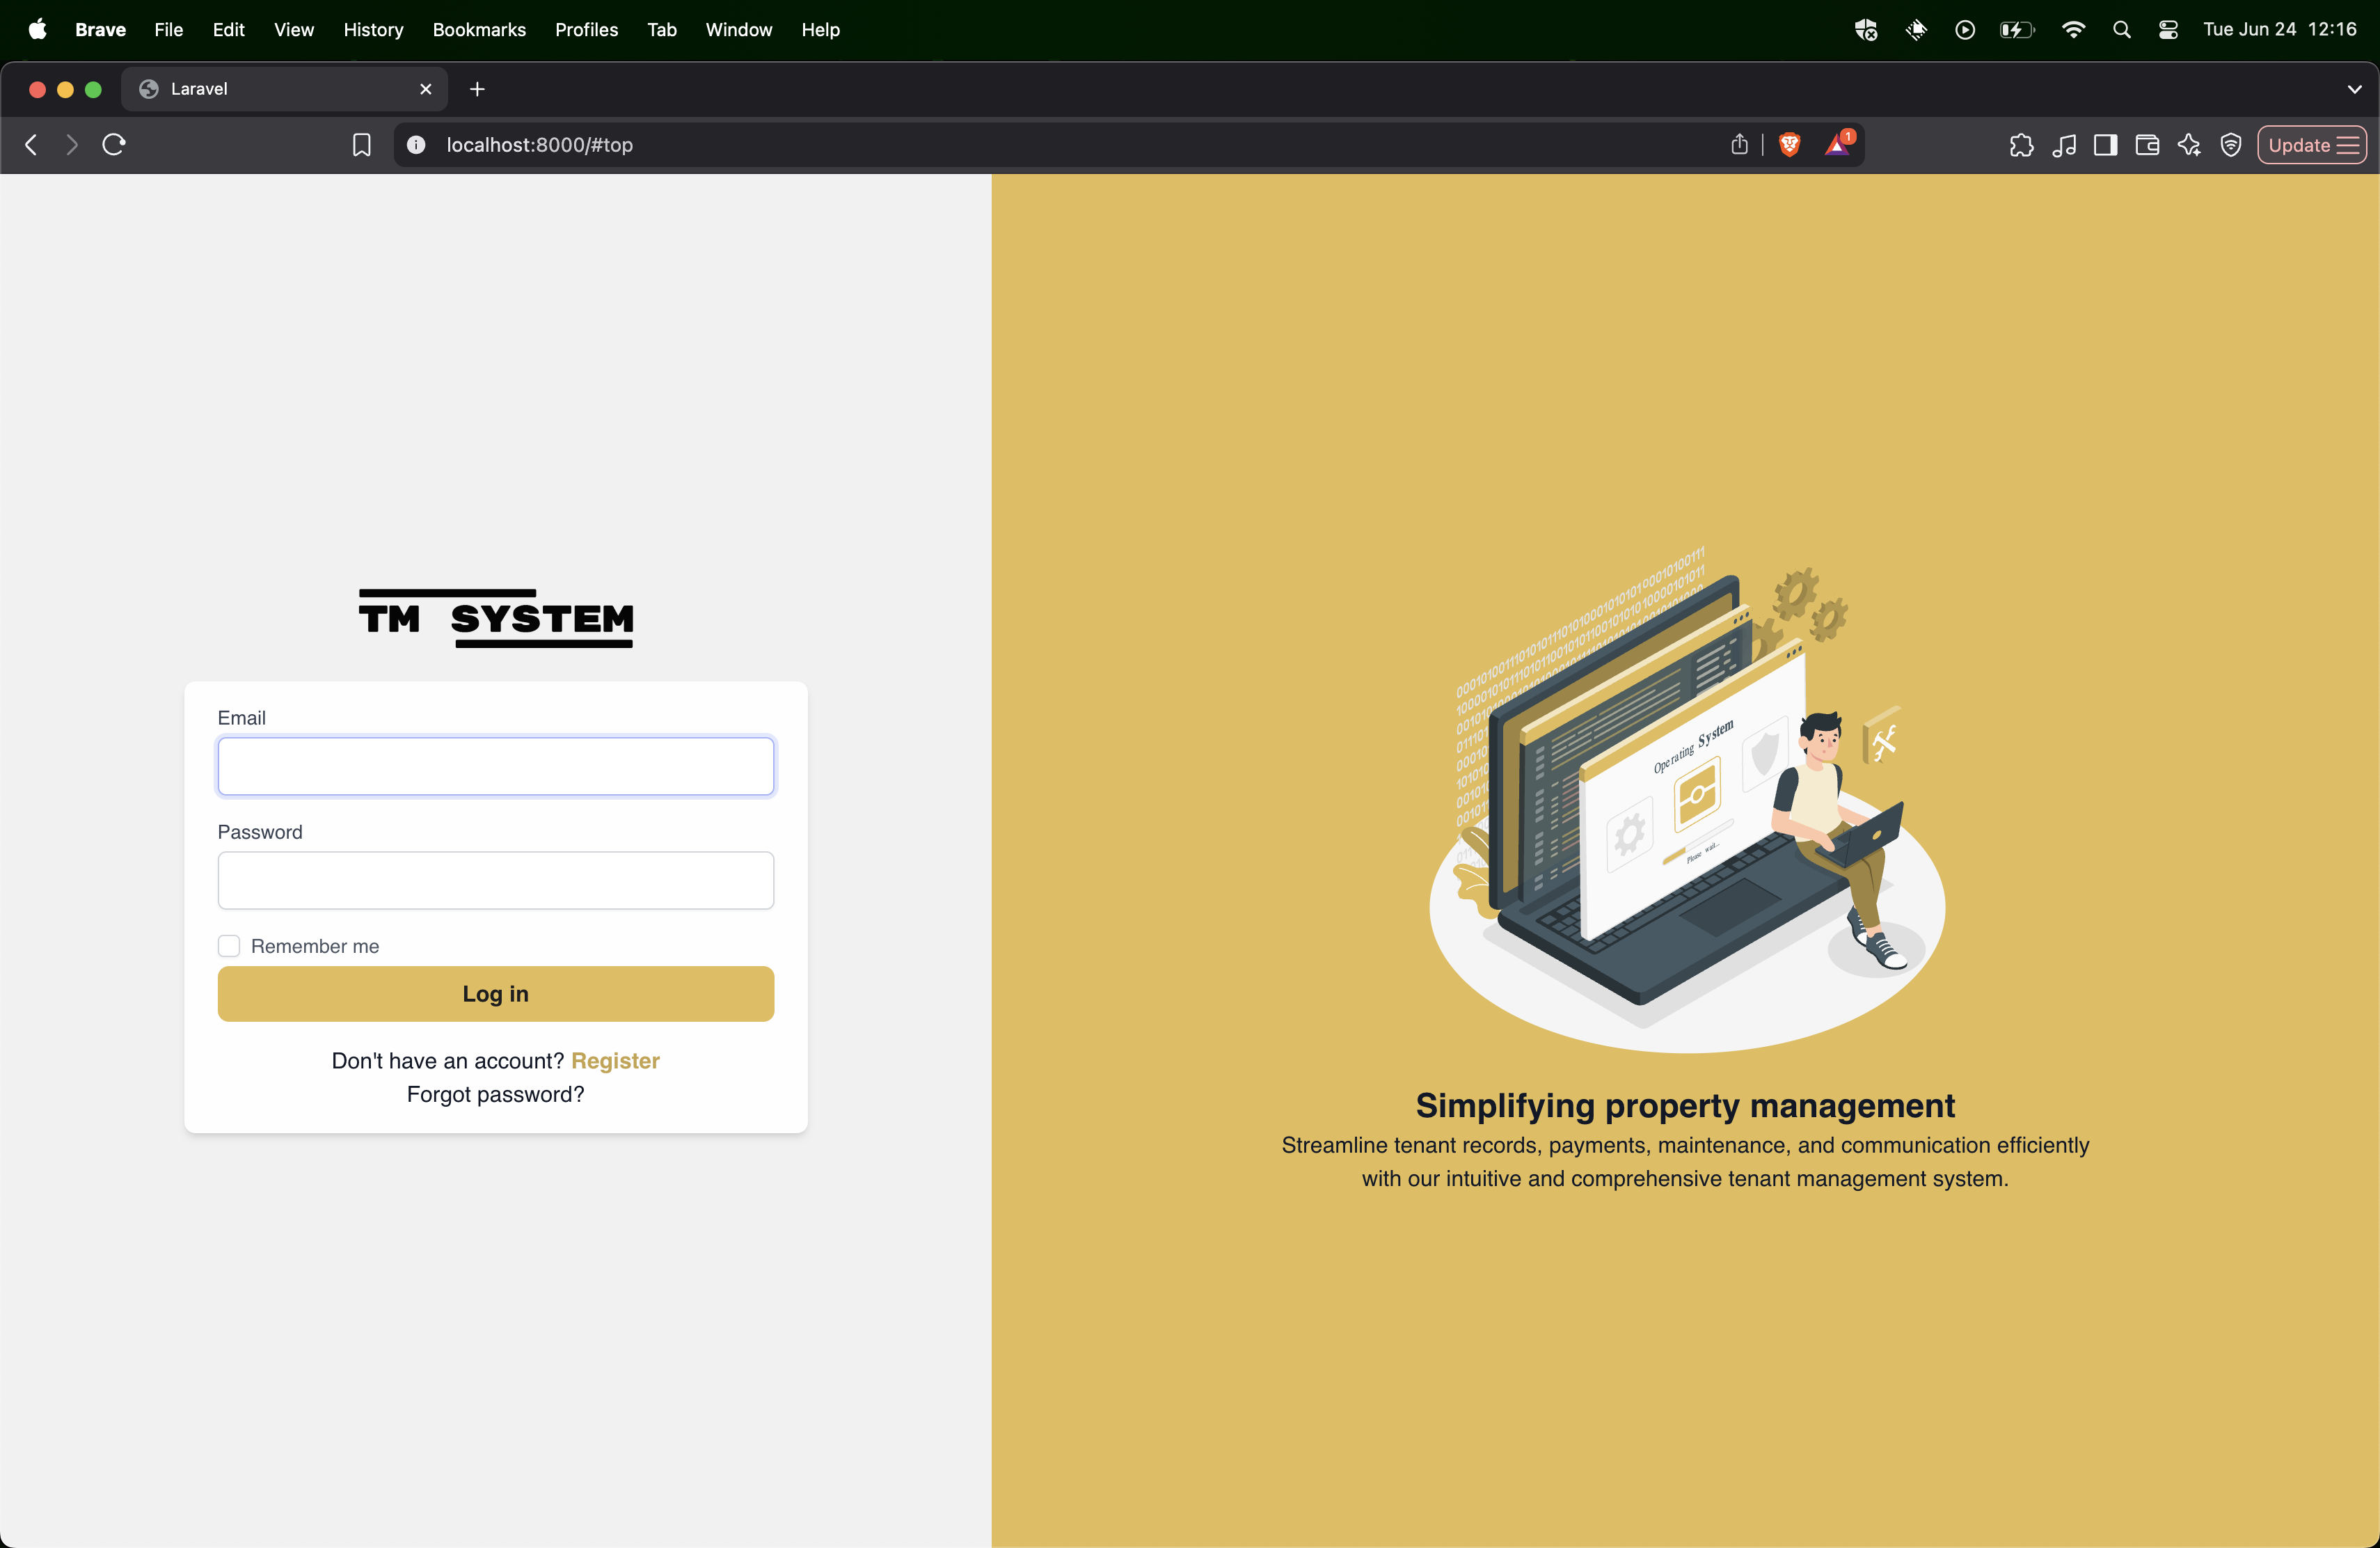 Brave File Edit View History Bookmarks Profiles Tab Window Help Tue Jun 24 12:16
Laravel
localhost:8000/#top
1
Update
TM SYSTEM
Email
Password
Remember me
Log in
Don't have an account? Register
Forgot password?
Operating System
Please wait...
Simplifying property management
Streamline tenant records, payments, maintenance, and communication efficiently
with our intuitive and comprehensive tenant management system.